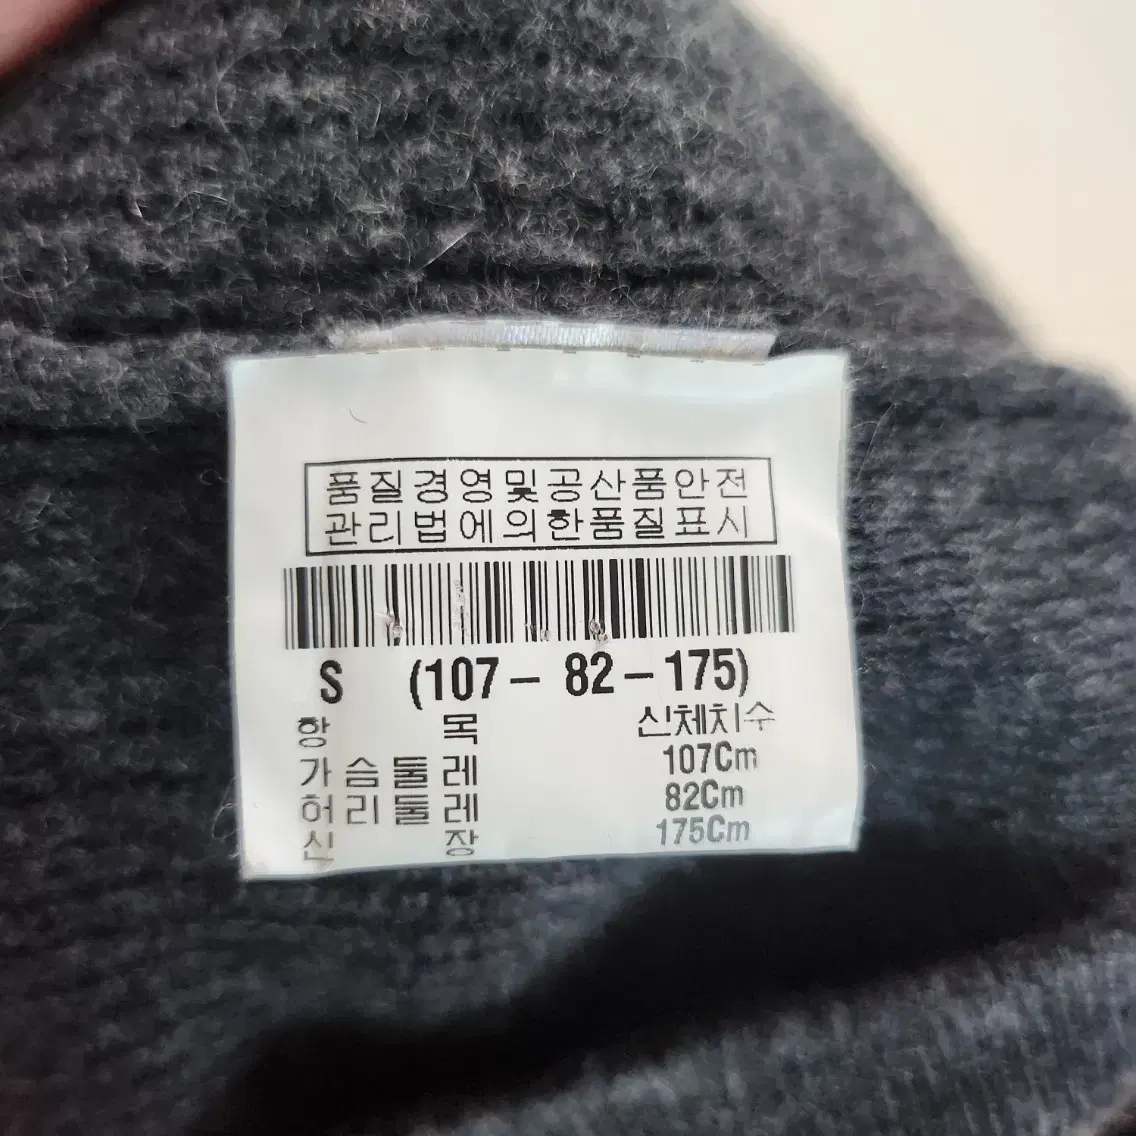 품질경영및공산품안전
관리법에의한품질표시
S (107 - 82 - 175)
항 목 신체치수
가슴둘레 107Cm
허리둘레 82Cm
신 장 175Cm